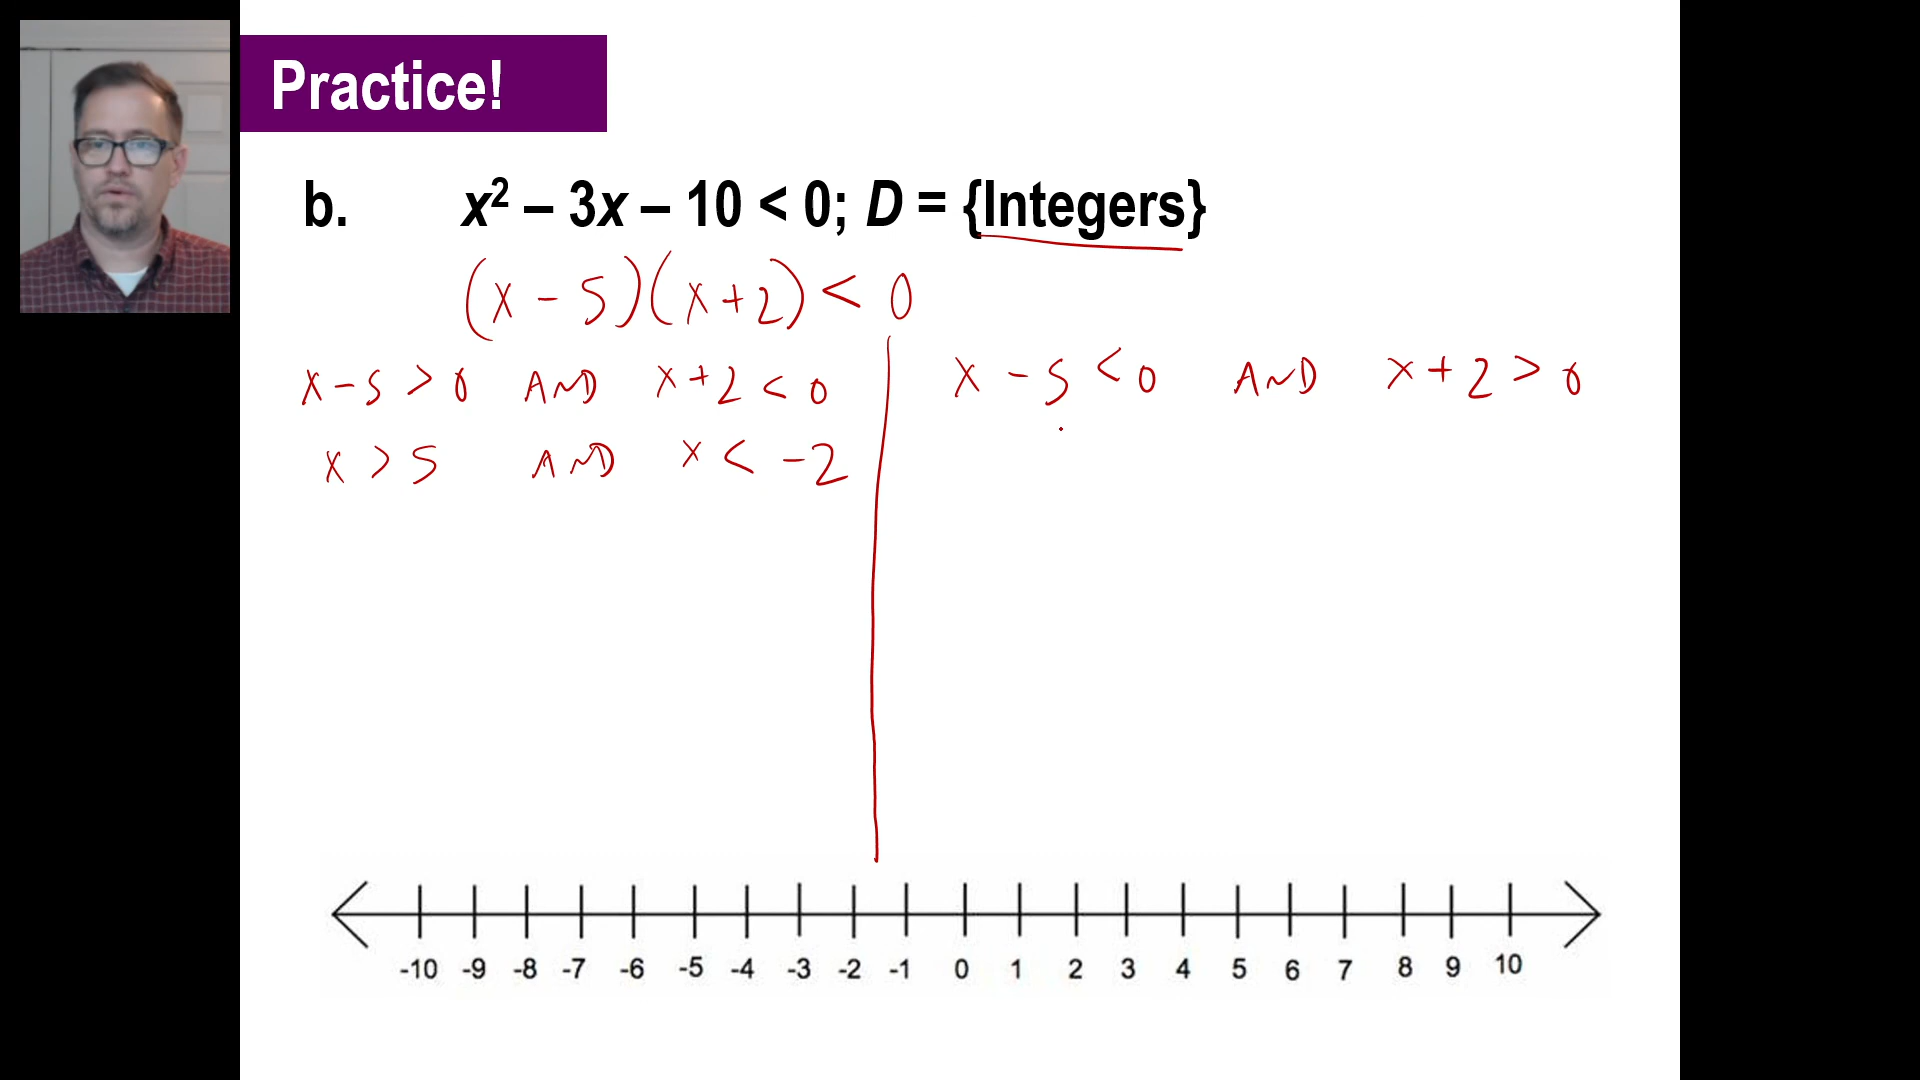 Practice!
b. x² – 3x – 10 < 0; D = {Integers}
(x - 5)(x + 2) < 0
x - 5 > 0 AND x + 2 < 0
x - 5 < 0 AND x + 2 > 0
x > 5 AND x < -2
-10 -9 -8 -7 -6 -5 -4 -3 -2 -1 0 1 2 3 4 5 6 7 8 9 10